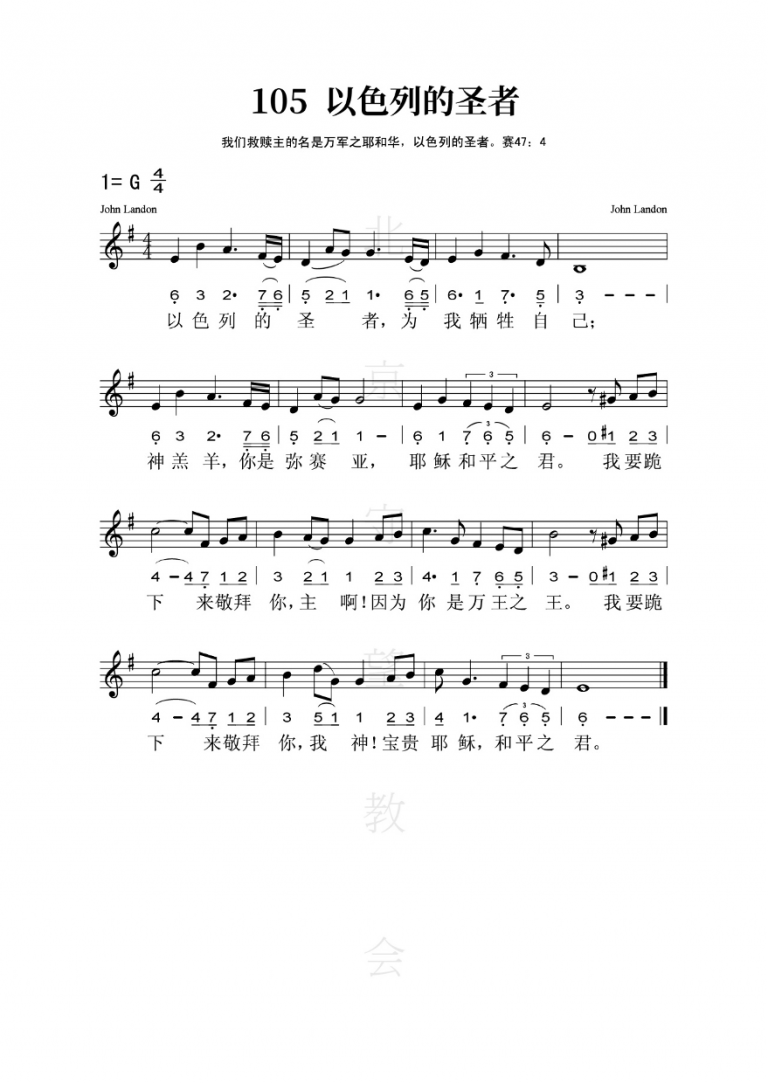 105 以色列的圣者
我们救赎主的名是万军之耶和华，以色列的圣者。赛47：4
1= G 4/4
John Landon
John Landon
6 3 2· 7 6 | 5 2 1 1· 6 5 | 6· 1 7· 5 | 3 - - - |
以色列的圣者，为我牺牲自己；
3
6 3 2· 7 6 | 5 2 1 1 - | 6 1 7 6 5 | 6 - 0 #1 2 3
神羔羊，你是弥赛亚，耶稣和平之君。我要跪
4 - 4 7 1 2 | 3 2 1 1 2 3 | 4· 1 7 6 5 | 3 - 0 #1 2 3
下来敬拜你，主啊！因为你是万王之王。我要跪
3
4 - 4 7 1 2 | 3 5 1 1 2 3 | 4 1· 7 6 5 | 6 - - -
下来敬拜你，我神！宝贵耶稣，和平之君。
北京守望教会